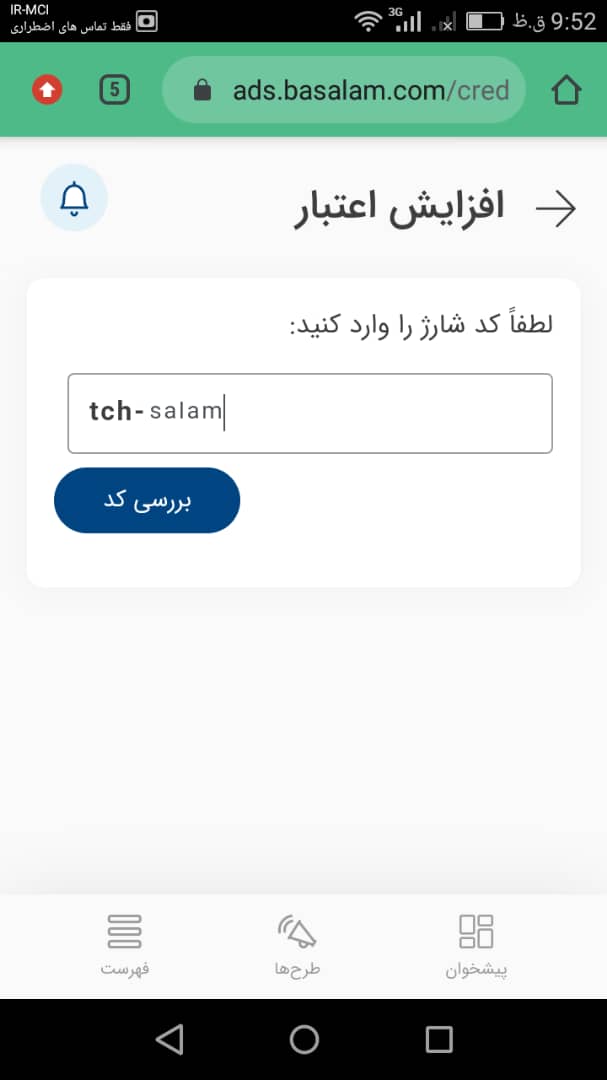 IR-MCI
فقط تماس های اضطراری
3G
9:52 ق.ظ
5
ads.basalam.com/cred
افزایش اعتبار
لطفاً کد شارژ را وارد کنید:
tch- salam
بررسی کد
پیشخوان
طرح‌ها
فهرست